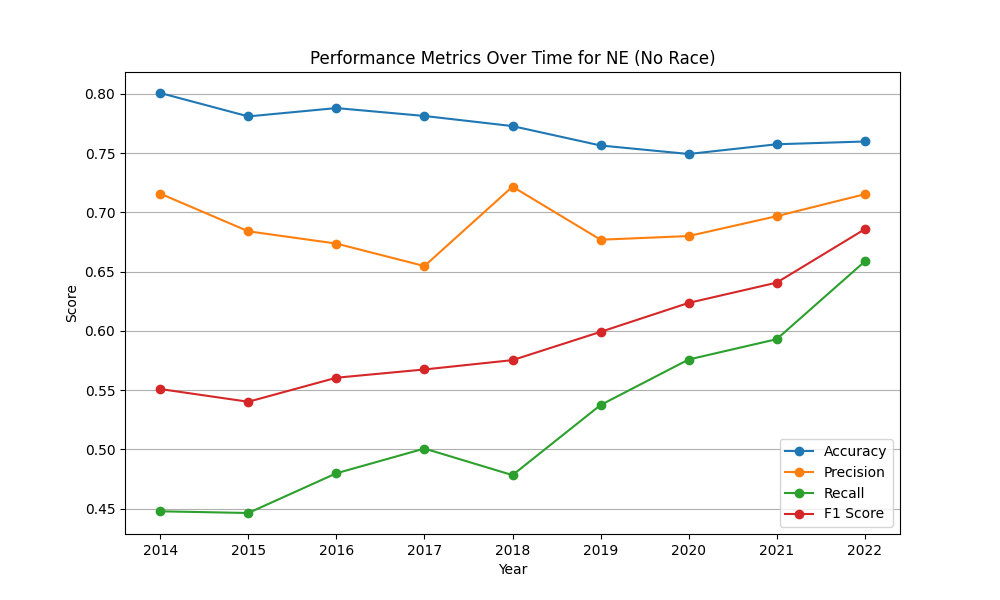 Performance Metrics Over Time for NE (No Race)
0.80
0.75
0.70
0.65
0.60
0.55
0.50
0.45
Score
Accuracy
Precision
Recall
F1 Score
2014 2015 2016 2017 2018 2019 2020 2021 2022
Year